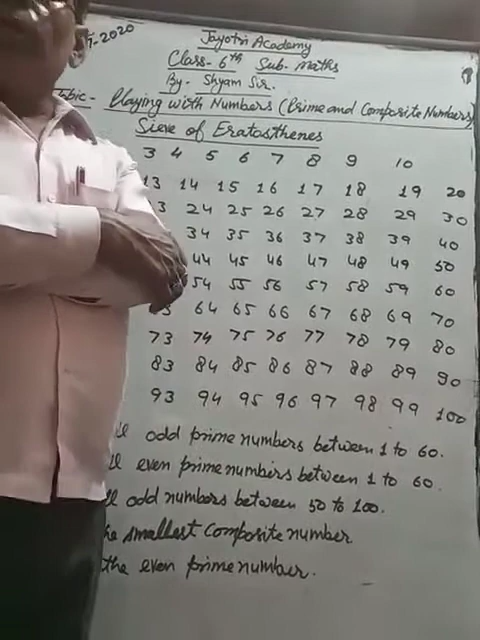 7-2020
Jayotri Academy
Class- 6th Sub. Maths
By- Shyam Sir.
Topic- Playing with Numbers (Prime and Composite Numbers)
Sieve of Eratosthenes
3 4 5 6 7 8 9 10
13 14 15 16 17 18 19 20
3 24 25 26 27 28 29 30
34 35 36 37 38 39 40
44 45 46 47 48 49 50
54 55 56 57 58 59 60
3 64 65 66 67 68 69 70
73 74 75 76 77 78 79 80
83 84 85 86 87 88 89 90
93 94 95 96 97 98 99 100
odd prime numbers between 1 to 60.
even prime numbers between 1 to 60.
odd numbers between 50 to 100.
he smallest Composite number
the even prime number.